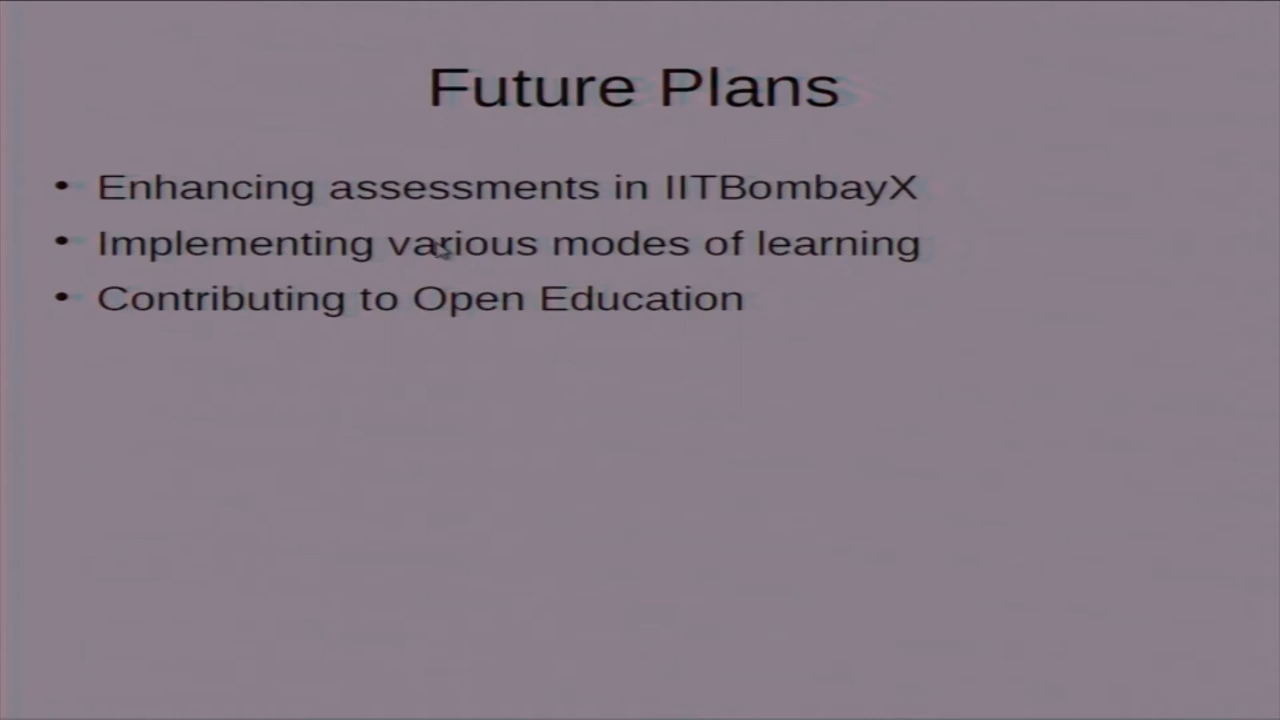 Future Plans
• Enhancing assessments in IITBombayX
• Implementing various modes of learning
• Contributing to Open Education